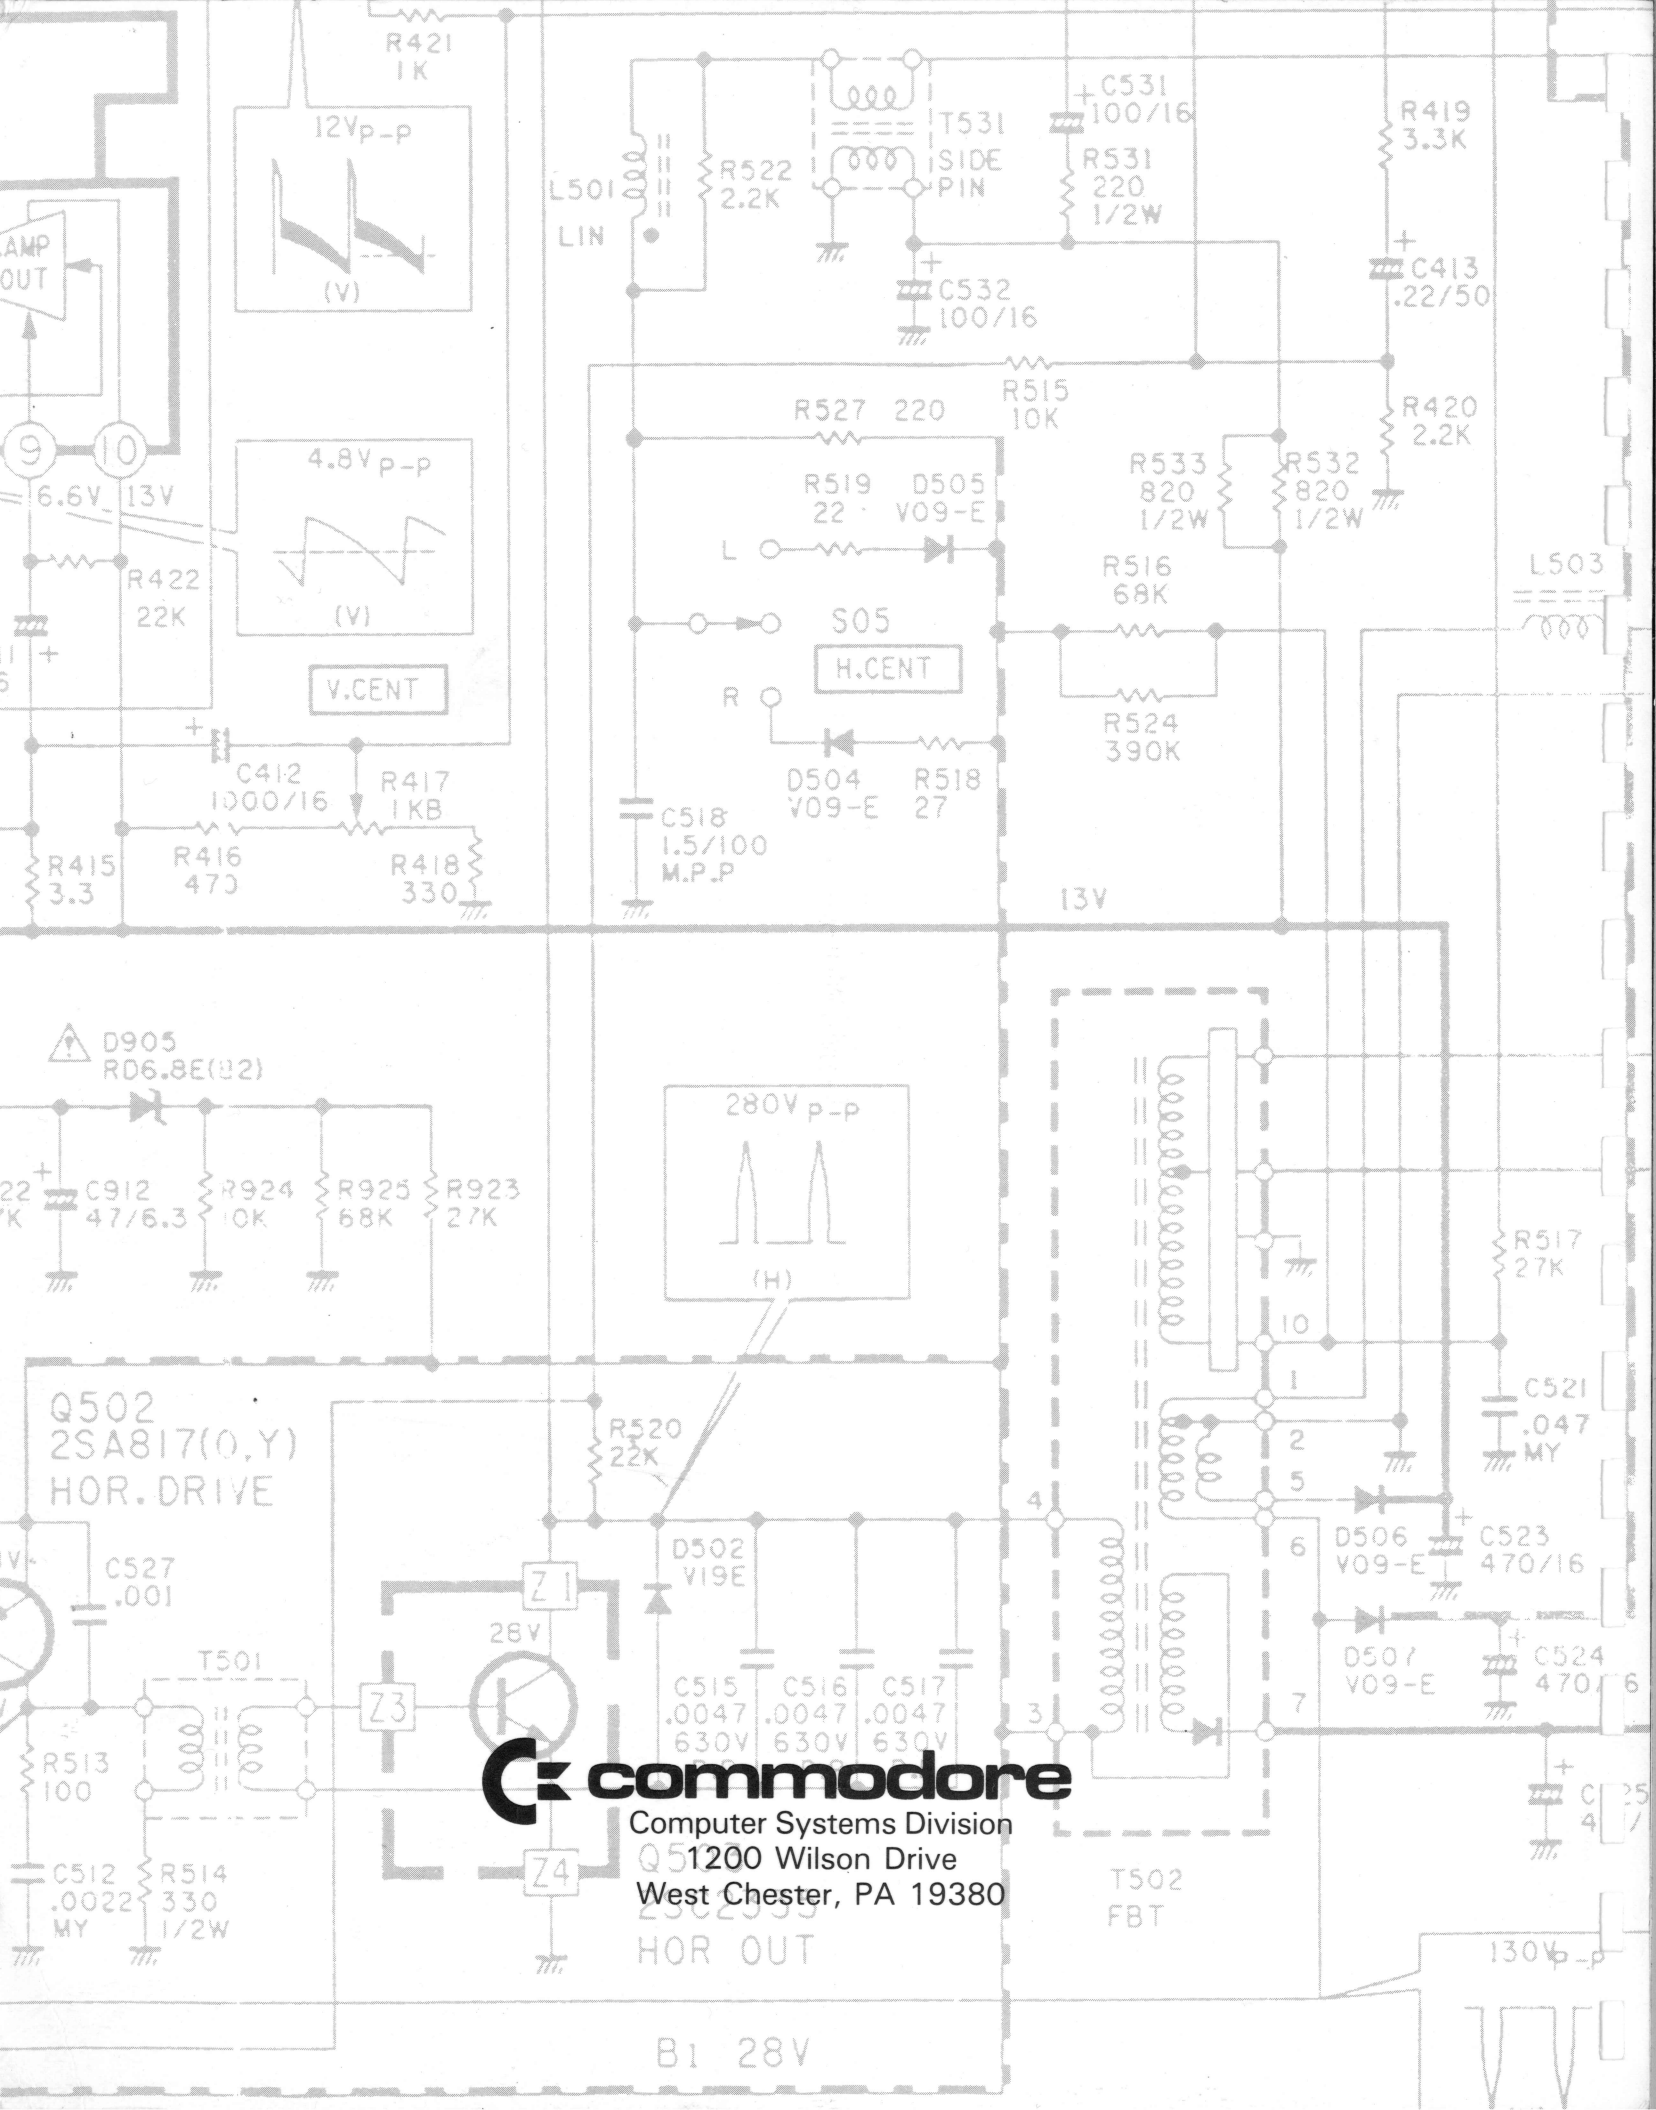 R421
1K
12Vp-p
(V)
AMP
OUT
9
10
6.6V
13V
R422
22K
4.8Vp-p
(V)
V.CENT
+
+
C412
1000/16
R417
1KB
R416
470
R418
330
R415
3.3
L501
LIN
R522
2.2K
T531
SIDE
PIN
+
C531
100/16
R531
220
1/2W
+
C532
100/16
R419
3.3K
+
C413
.22/50
R420
2.2K
R515
10K
R527 220
R519
22
D505
V09-E
L
S05
H.CENT
R
D504
V09-E
R518
27
C518
1.5/100
M.P.P
R533
820
1/2W
R532
820
1/2W
R516
68K
R524
390K
L503
13V
D905
RD6.8E(B2)
+
C912
47/6.3
R924
10K
R925
68K
R923
27K
280Vp-p
(H)
R517
27K
10
1
2
5
6
7
4
3
C521
.047
MY
D506
V09-E
+
C523
470/16
D507
V09-E
+
C524
Q502
2SA817(O,Y)
HOR. DRIVE
C527
.001
R520
22K
D502
V19E
Z1
28V
Z3
Z4
T501
C515
.0047
630V
C516
.0047
630V
C517
.0047
630V
R513
100
C512
.0022
MY
R514
330
1/2W
commodore
Computer Systems Division
1200 Wilson Drive
West Chester, PA 19380
HOR OUT
T502
FBT
130Vp-p
B1 28V